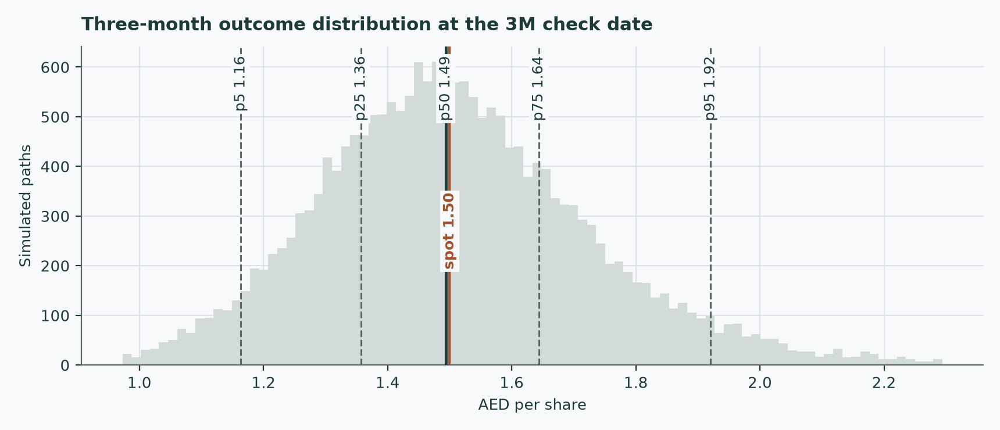 Three-month outcome distribution at the 3M check date
p5 1.16
p25 1.36
p50 1.49
p75 1.64
p95 1.92
spot 1.50
Simulated paths
600
500
400
300
200
100
0
1.0 1.2 1.4 1.6 1.8 2.0 2.2
AED per share